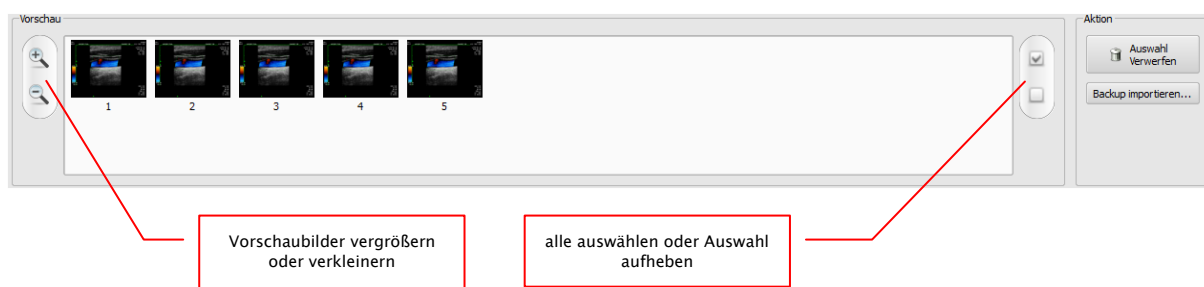 Vorschau
1 2 3 4 5
Aktion
Auswahl
Verwerfen
Backup importieren...
Vorschaubilder vergrößern
oder verkleinern
alle auswählen oder Auswahl
aufheben